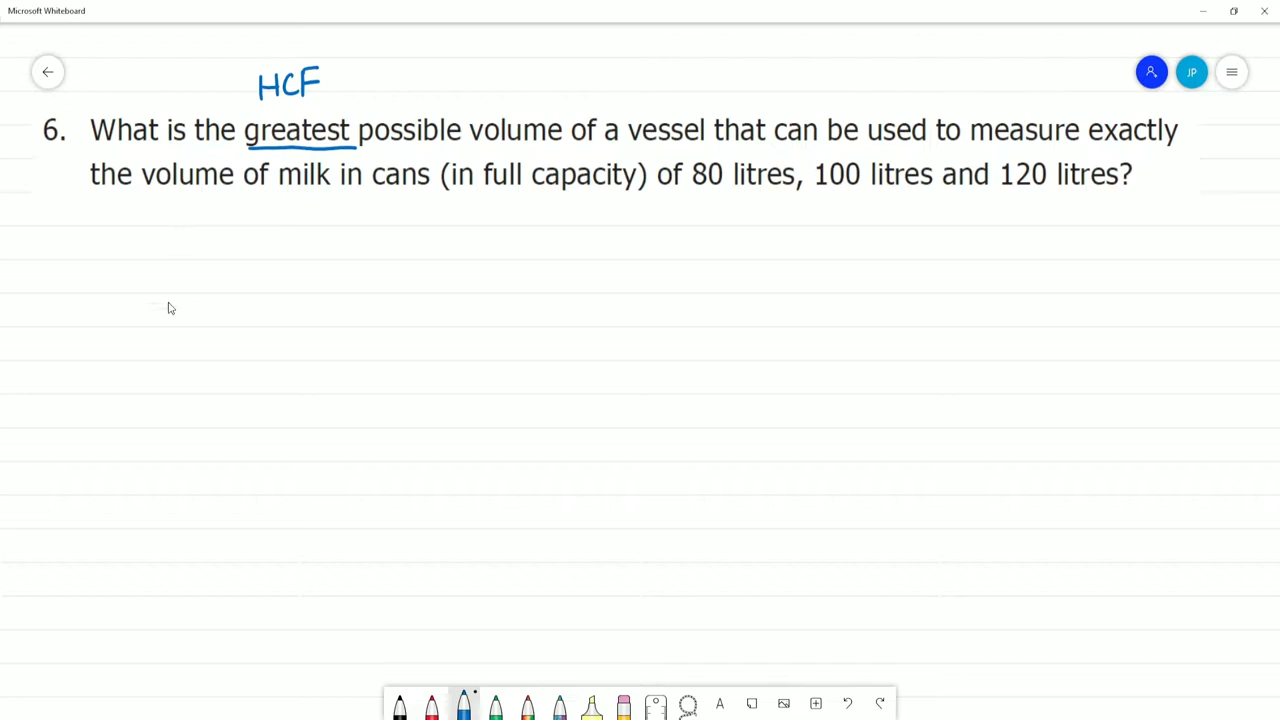 Microsoft Whiteboard
JP
HCF
6. What is the greatest possible volume of a vessel that can be used to measure exactly
the volume of milk in cans (in full capacity) of 80 litres, 100 litres and 120 litres?
A